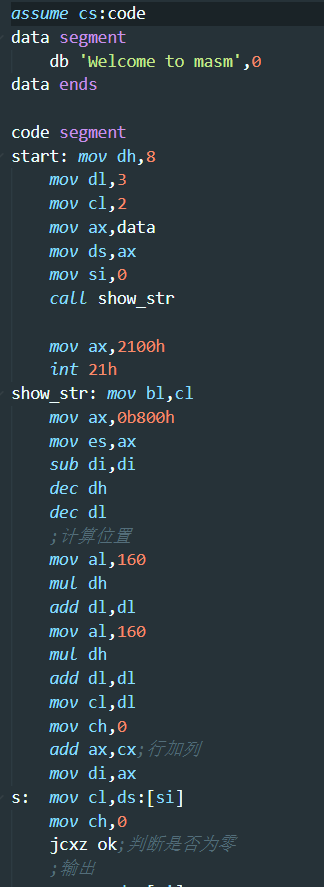 assume cs:code
data segment
db 'Welcome to masm',0
data ends
code segment
start: mov dh,8
mov dl,3
mov cl,2
mov ax,data
mov ds,ax
mov si,0
call show_str
mov ax,2100h
int 21h
show_str: mov bl,cl
mov ax,0b800h
mov es,ax
sub di,di
dec dh
dec dl
;计算位置
mov al,160
mul dh
add dl,dl
mov al,160
mul dh
add dl,dl
mov cl,dl
mov ch,0
add ax,cx;行加列
mov di,ax
s: mov cl,ds:[si]
mov ch,0
jcxz ok;判断是否为零
;输出